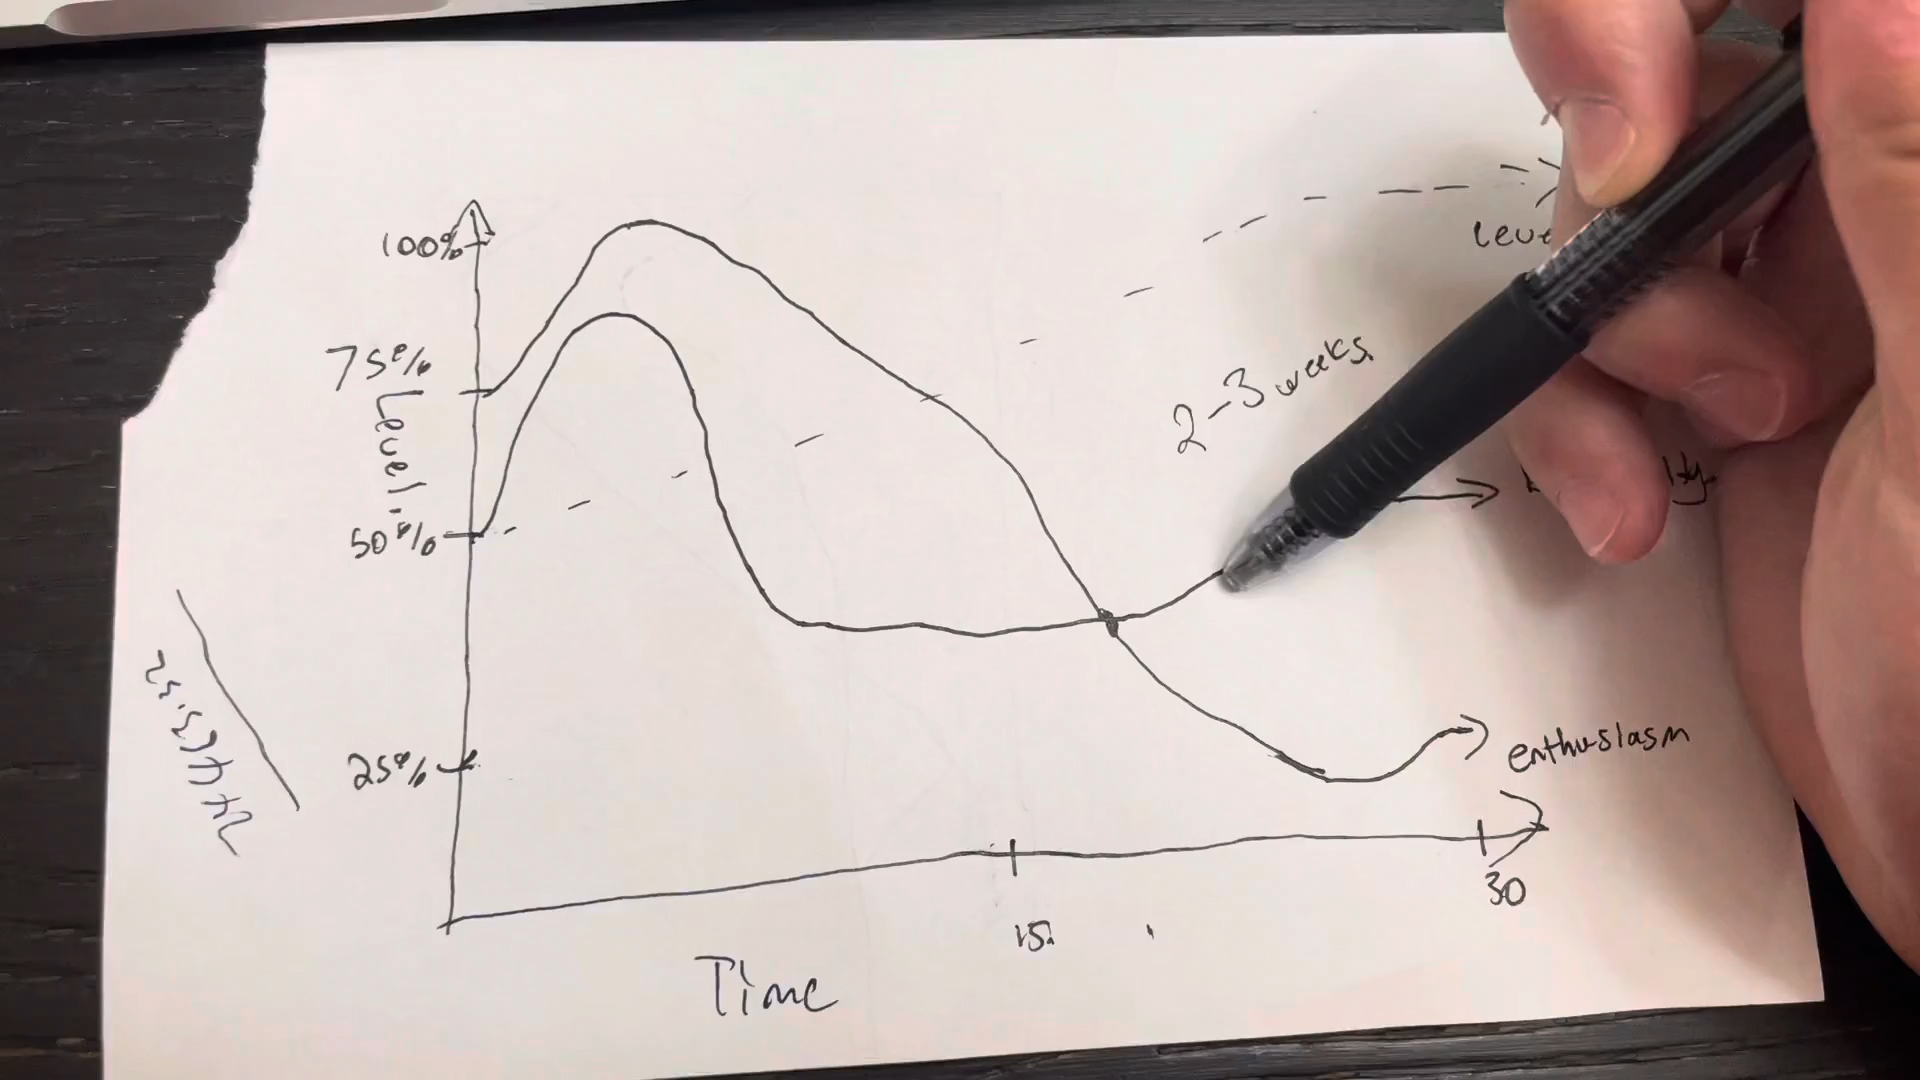 100%
75%
Level.
50%
25%
2-3 weeks.
enthusiasm
15.
30
Time